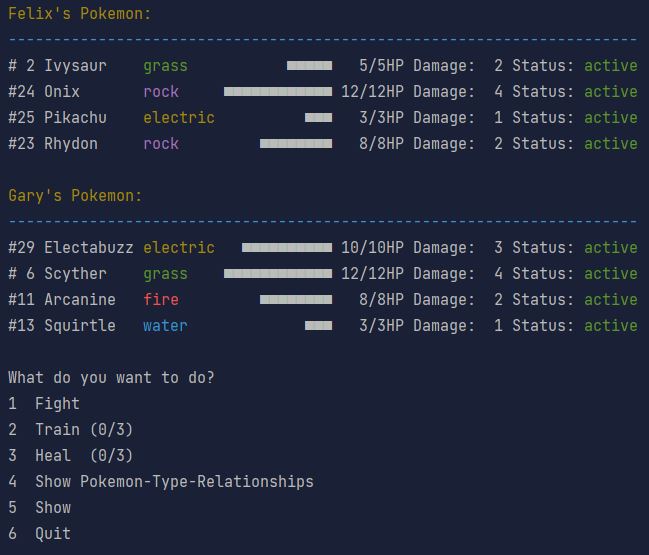 Felix's Pokemon:
----------------------------------------------------------------------
# 2 Ivysaur    grass           ■■■■■   5/5HP Damage:  2 Status: active
#24 Onix       rock     ■■■■■■■■■■■■ 12/12HP Damage:  4 Status: active
#25 Pikachu    electric          ■■■   3/3HP Damage:  1 Status: active
#23 Rhydon     rock         ■■■■■■■■   8/8HP Damage:  2 Status: active
Gary's Pokemon:
----------------------------------------------------------------------
#29 Electabuzz electric   ■■■■■■■■■■ 10/10HP Damage:  3 Status: active
# 6 Scyther    grass    ■■■■■■■■■■■■ 12/12HP Damage:  4 Status: active
#11 Arcanine   fire         ■■■■■■■■   8/8HP Damage:  2 Status: active
#13 Squirtle   water             ■■■   3/3HP Damage:  1 Status: active
What do you want to do?
1  Fight
2  Train (0/3)
3  Heal  (0/3)
4  Show Pokemon-Type-Relationships
5  Show
6  Quit